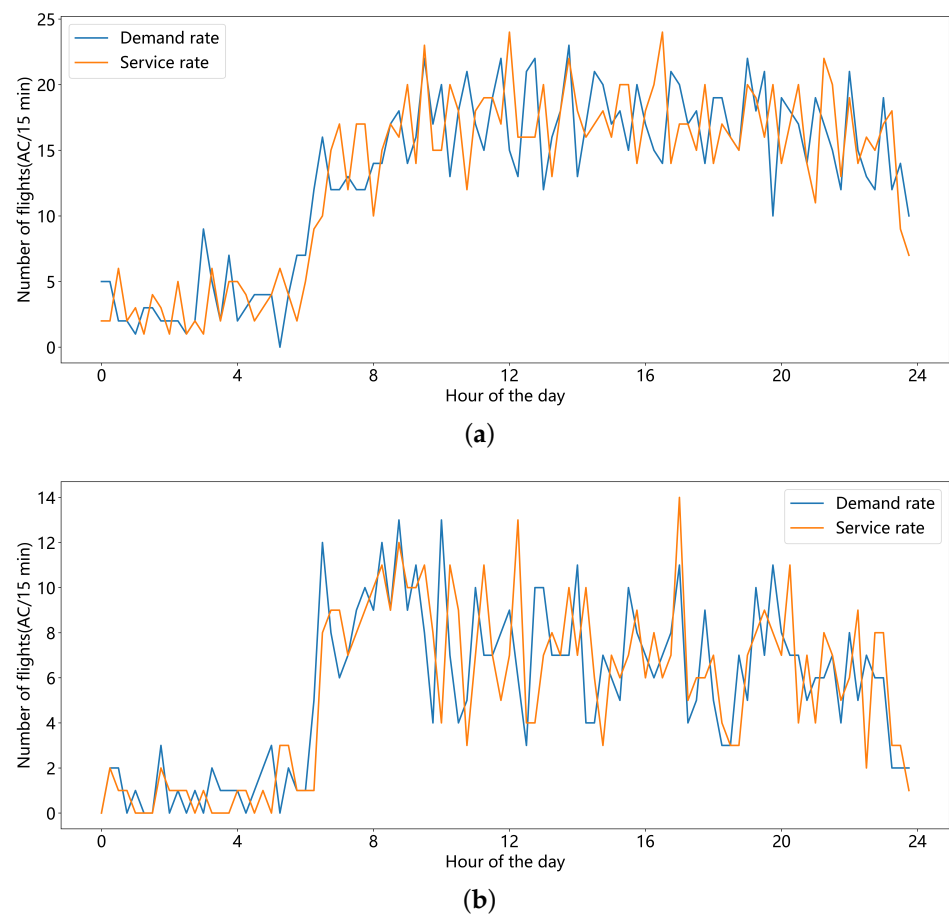 25
20
15
10
5
0
Number of flights(AC/15 min)
Demand rate
Service rate
0 4 8 12 16 20 24
Hour of the day
(a)
14
12
10
8
6
4
2
0
Number of flights(AC/15 min)
Demand rate
Service rate
0 4 8 12 16 20 24
Hour of the day
(b)